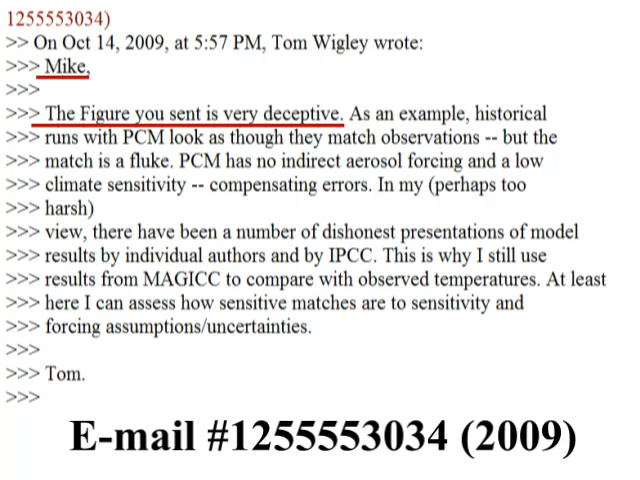 1255553034)
>> On Oct 14, 2009, at 5:57 PM, Tom Wigley wrote:
>>> Mike,
>>>
>>> The Figure you sent is very deceptive. As an example, historical
>>> runs with PCM look as though they match observations -- but the
>>> match is a fluke. PCM has no indirect aerosol forcing and a low
>>> climate sensitivity -- compensating errors. In my (perhaps too
>>> harsh)
>>> view, there have been a number of dishonest presentations of model
>>> results by individual authors and by IPCC. This is why I still use
>>> results from MAGICC to compare with observed temperatures. At least
>>> here I can assess how sensitive matches are to sensitivity and
>>> forcing assumptions/uncertainties.
>>>
>>> Tom.
>>>
E-mail #1255553034 (2009)